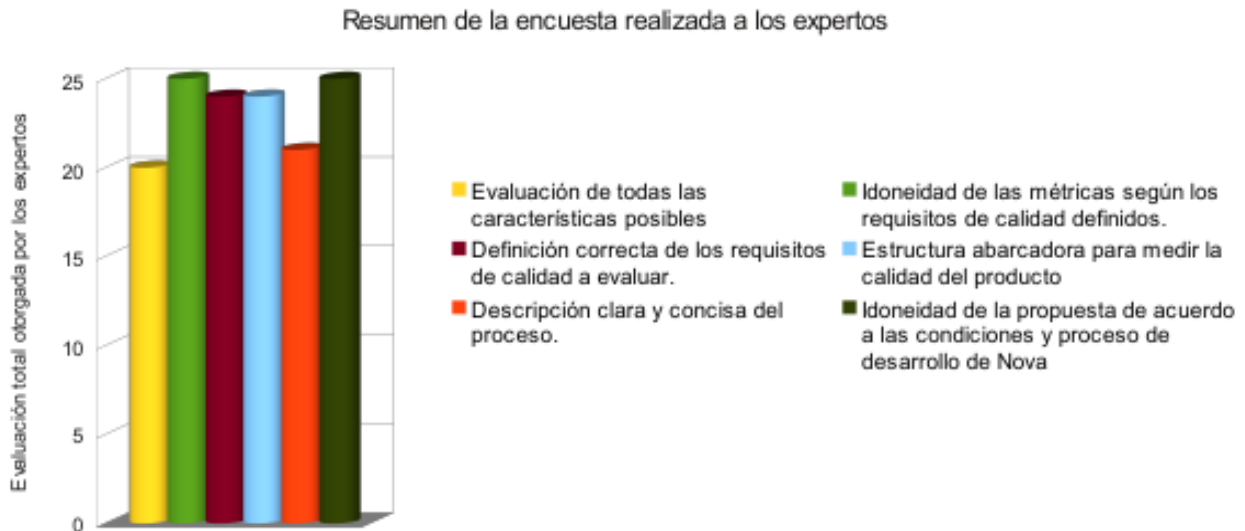 Resumen de la encuesta realizada a los expertos
Evaluación total otorgada por los expertos
25
20
15
10
5
0
Evaluación de todas las
características posibles
Idoneidad de las métricas según los
requisitos de calidad definidos.
Definición correcta de los requisitos
de calidad a evaluar.
Estructura abarcadora para medir la
calidad del producto
Descripción clara y concisa del
proceso.
Idoneidad de la propuesta de acuerdo
a las condiciones y proceso de
desarrollo de Nova